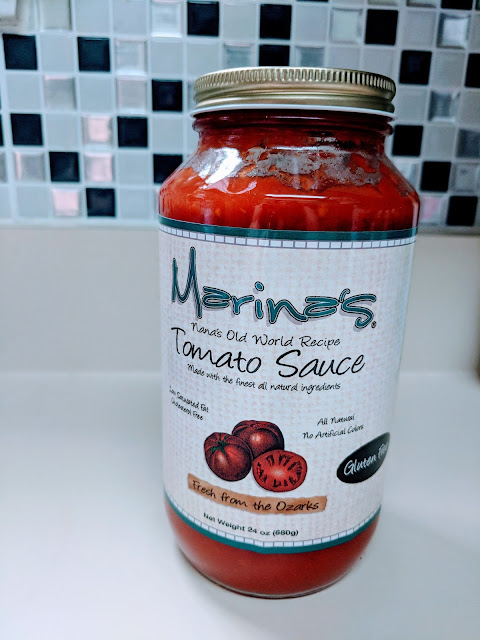 Marina's®
Nana's Old World Recipe
Tomato Sauce
Made with the finest all natural ingredients
Low Saturated Fat
Cholesterol Free
All Natural
No Artificial Colors
Gluten
Fresh from the Ozarks
Net Weight 24 oz (680g)